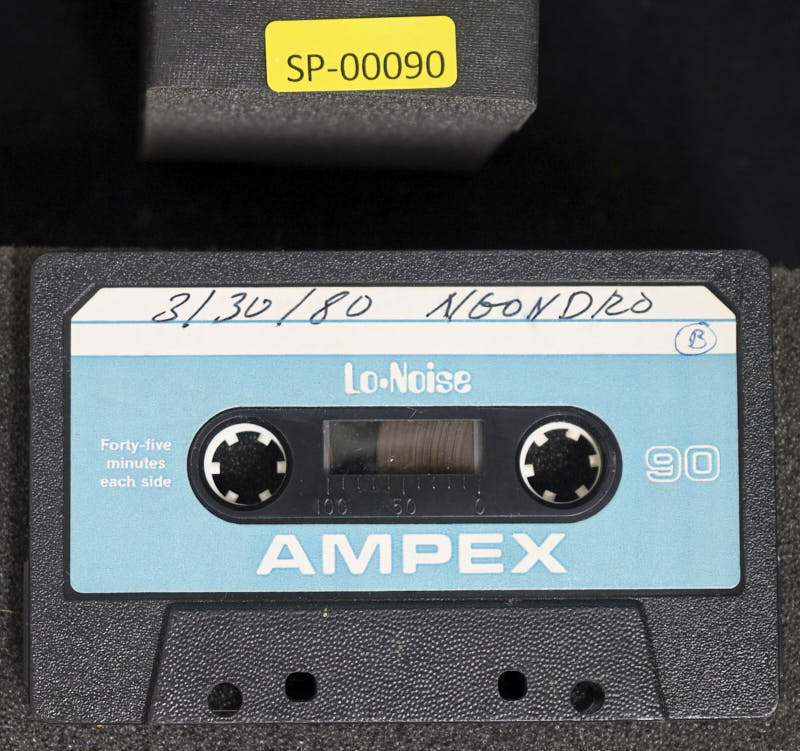 SP-00090
3/30/80 NGONDRO
B
Lo•Noise
Forty-five
minutes
each side
90
100 50 0
AMPEX